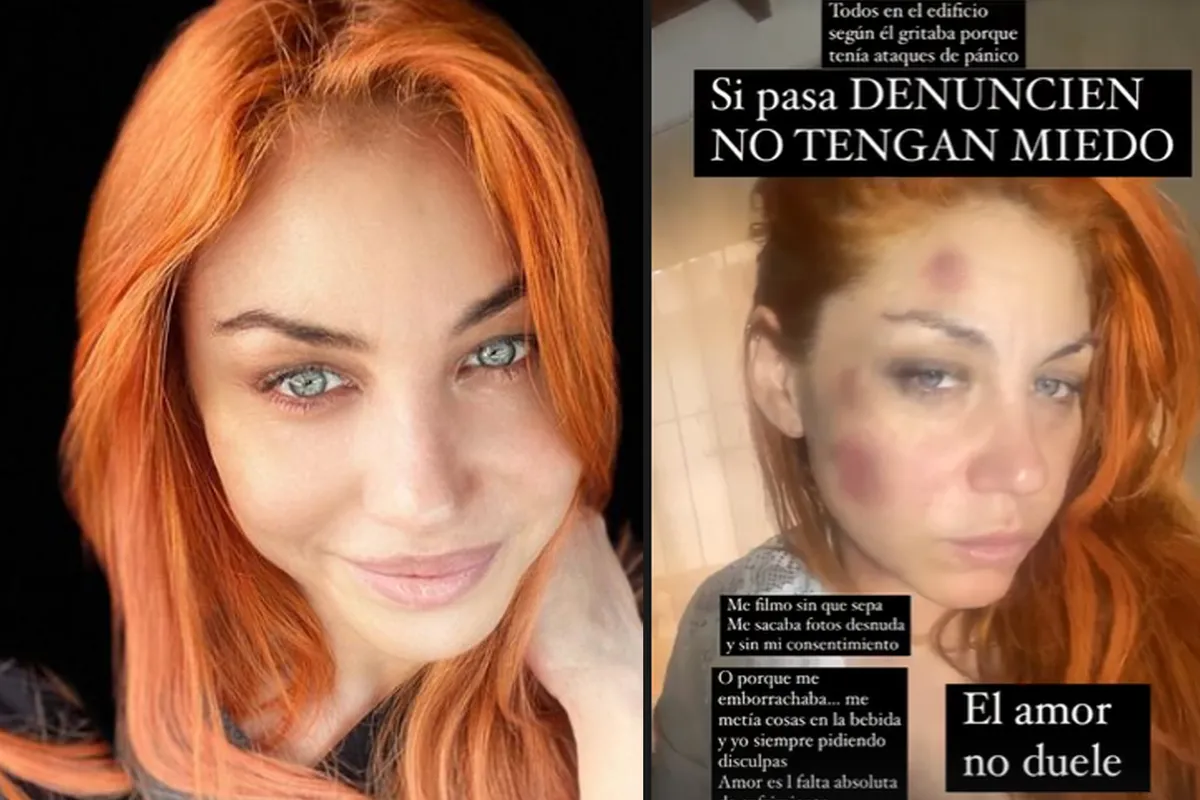 Todos en el edificio
según él gritaba porque
tenía ataques de pánico
Si pasa DENUNCIEN
NO TENGAN MIEDO
Me filmo sin que sepa
Me sacaba fotos desnuda
y sin mi consentimiento
O porque me
emborrachaba... me
metía cosas en la bebida
y yo siempre pidiendo
disculpas
Amor es l falta absoluta
El amor
no duele